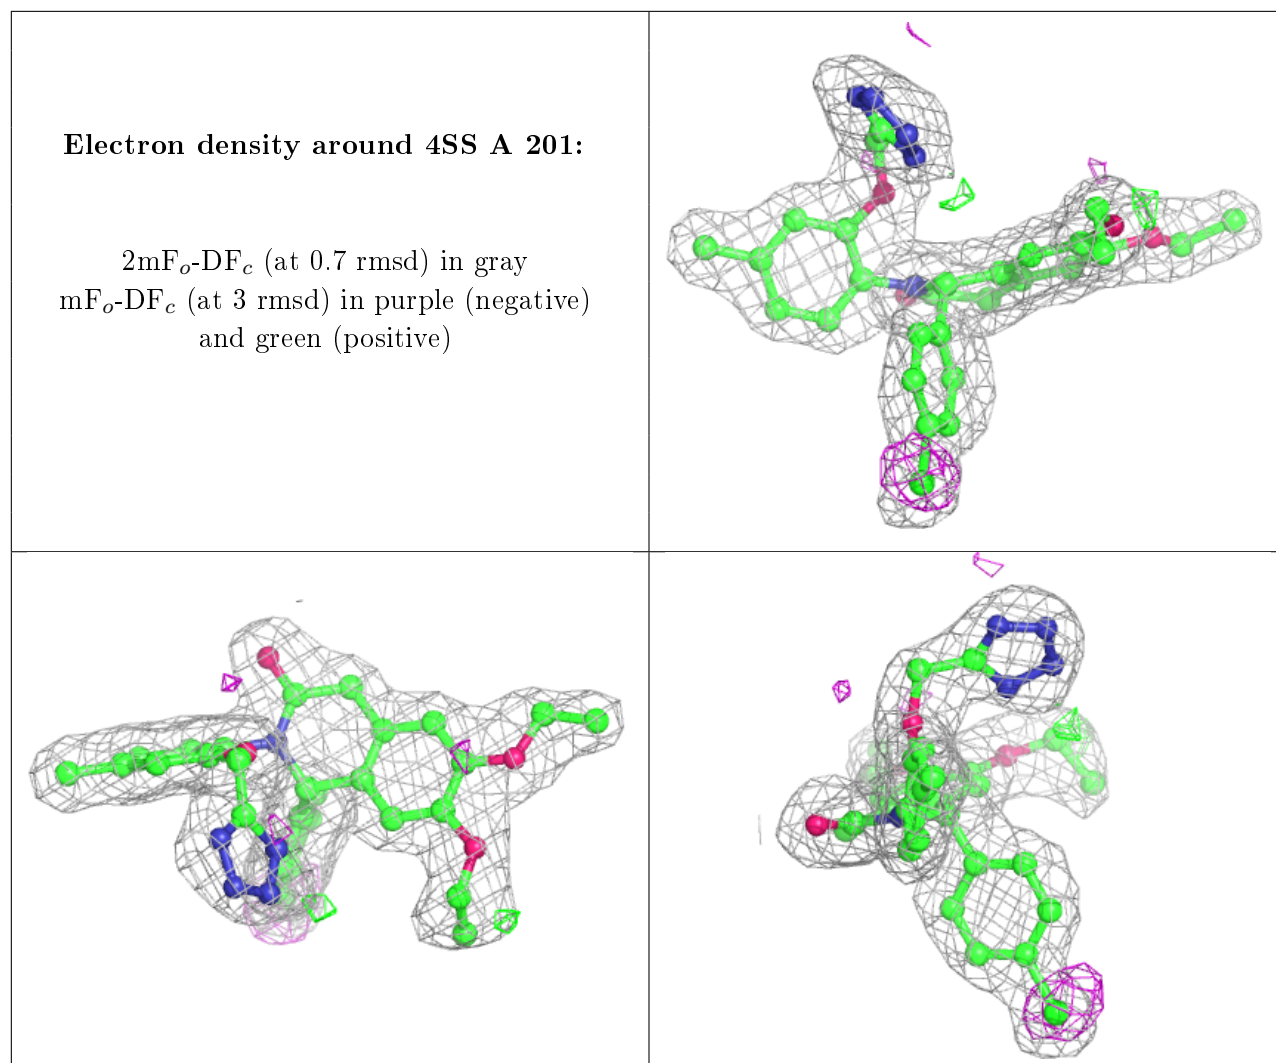 Electron density around 4SS A 201:
2mFo-DFc (at 0.7 rmsd) in gray
mFo-DFc (at 3 rmsd) in purple (negative)
and green (positive)